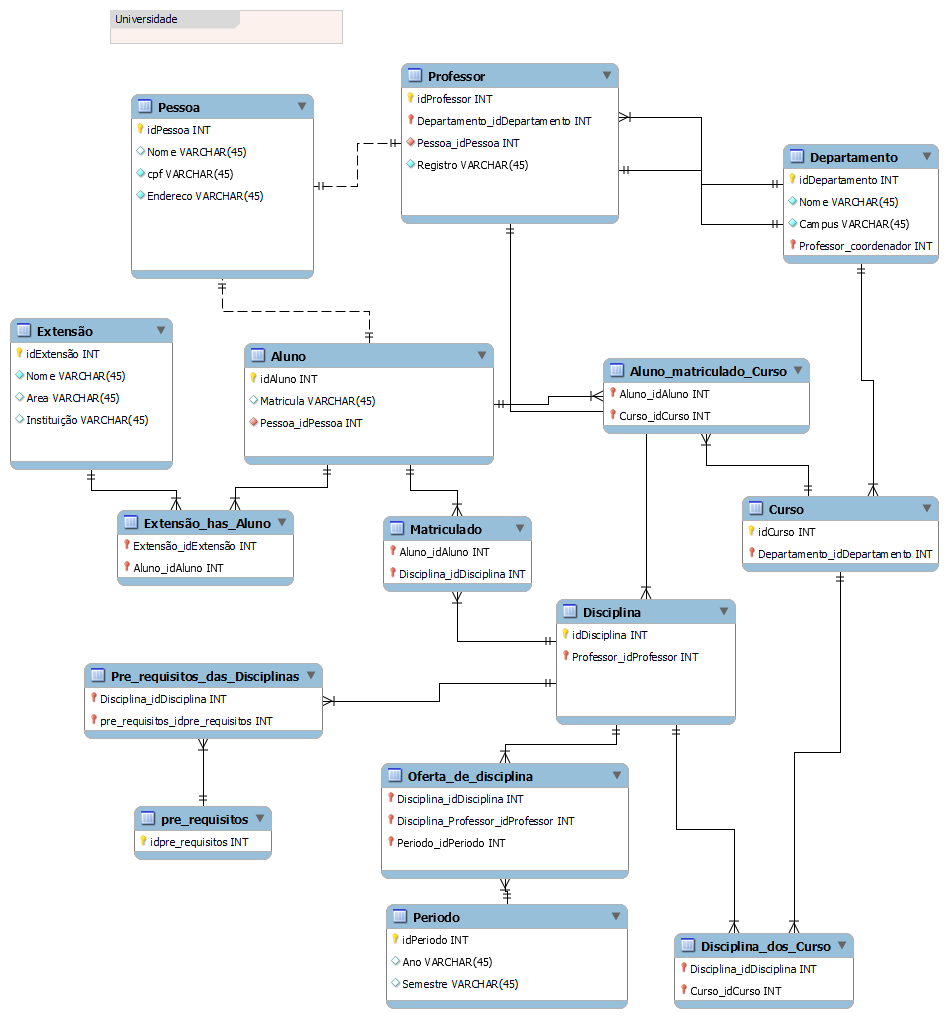 Universidade
Professor
idProfessor INT
Departamento_idDepartamento INT
Pessoa_idPessoa INT
Registro VARCHAR(45)
Pessoa
idPessoa INT
Nome VARCHAR(45)
cpf VARCHAR(45)
Endereco VARCHAR(45)
Departamento
idDepartamento INT
Nome VARCHAR(45)
Campus VARCHAR(45)
Professor_coordenador INT
Extensão
idExtensão INT
Nome VARCHAR(45)
Area VARCHAR(45)
Instituição VARCHAR(45)
Aluno
idAluno INT
Matricula VARCHAR(45)
Pessoa_idPessoa INT
Aluno_matriculado_Curso
Aluno_idAluno INT
Curso_idCurso INT
Extensão_has_Aluno
Extensão_idExtensão INT
Aluno_idAluno INT
Matriculado
Aluno_idAluno INT
Disciplina_idDisciplina INT
Curso
idCurso INT
Departamento_idDepartamento INT
Disciplina
idDisciplina INT
Professor_idProfessor INT
Pre_requisitos_das_Disciplinas
Disciplina_idDisciplina INT
pre_requisitos_idpre_requisitos INT
Oferta_de_disciplina
Disciplina_idDisciplina INT
Disciplina_Professor_idProfessor INT
Periodo_idPeriodo INT
pre_requisitos
idpre_requisitos INT
Periodo
idPeriodo INT
Ano VARCHAR(45)
Semestre VARCHAR(45)
Disciplina_dos_Curso
Disciplina_idDisciplina INT
Curso_idCurso INT